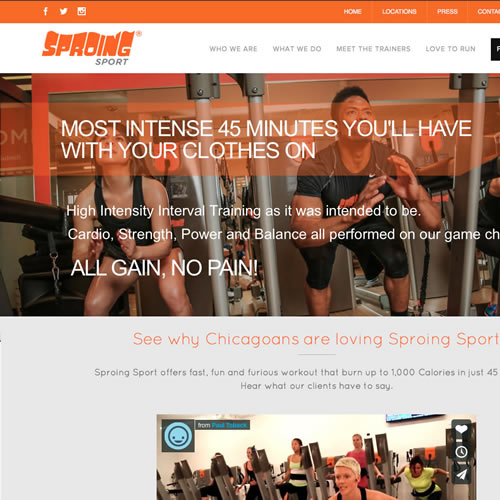 HOME LOCATIONS PRESS CONTA
SPROING®
SPORT
WHO WE ARE WHAT WE DO MEET THE TRAINERS LOVE TO RUN F
MOST INTENSE 45 MINUTES YOU'LL HAVE
WITH YOUR CLOTHES ON
High Intensity Interval Training as it was intended to be.
Cardio, Strength, Power and Balance all performed on our game ch
ALL GAIN, NO PAIN!
See why Chicagoans are loving Sproing Sport
Sproing Sport offers fast, fun and furious workout that burn up to 1,000 Calories in just 45
Hear what our clients have to say.
from Paul Tobeck